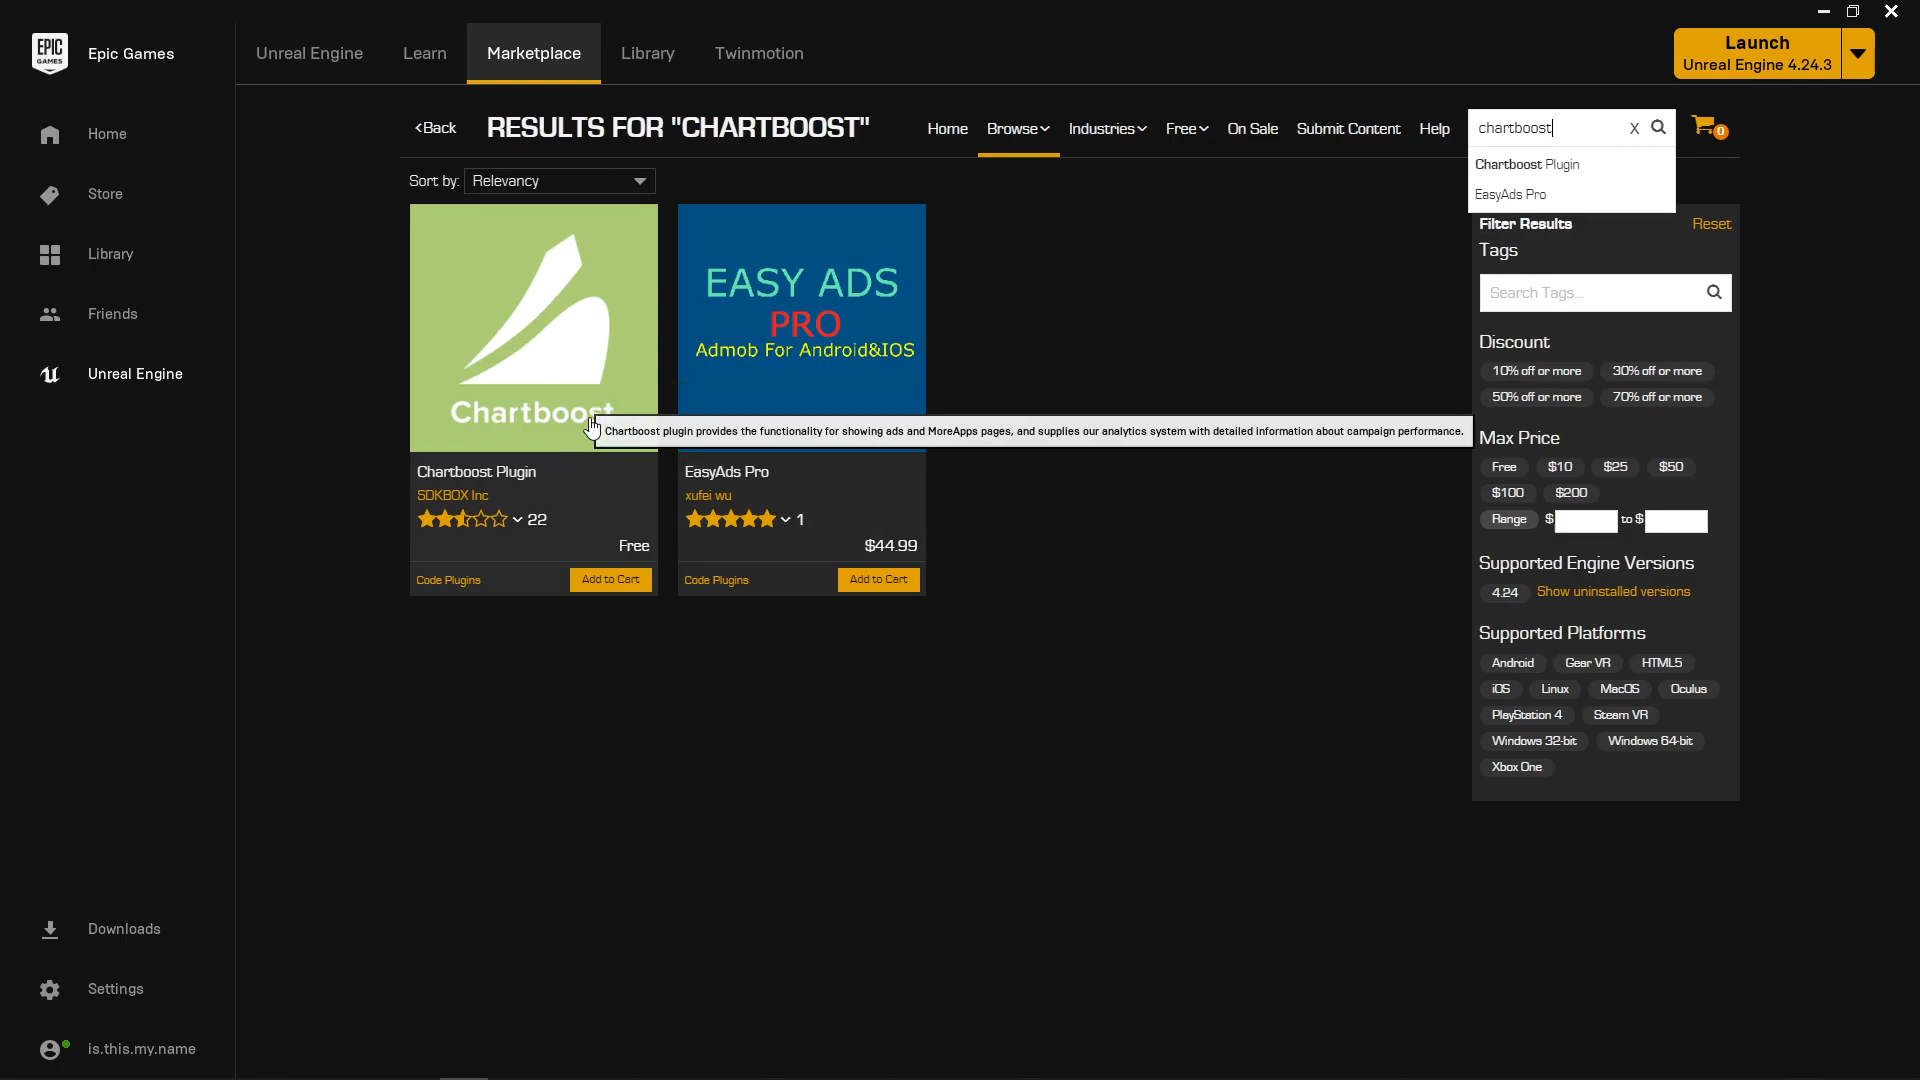 EPIC
GAMES
Epic Games
Unreal Engine
Learn
Marketplace
Library
Twinmotion
Launch
Unreal Engine 4.24.3
Home
Store
Library
Friends
Unreal Engine
Downloads
Settings
is.this.my.name
<Back
RESULTS FOR "CHARTBOOST"
Home
Browse
Industries
Free
On Sale
Submit Content
Help
chartboost
X
0
Chartboost Plugin
EasyAds Pro
Sort by:
Relevancy
Chartboost
EASY ADS
PRO
Admob For Android&IOS
Chartboost plugin provides the functionality for showing ads and MoreApps pages, and supplies our analytics system with detailed information about campaign performance.
Chartboost Plugin
SDKBOX Inc
22
Free
Code Plugins
Add to Cart
EasyAds Pro
xufei wu
1
$44.99
Code Plugins
Add to Cart
Filter Results
Reset
Tags
Search Tags...
Discount
10% off or more
30% off or more
50% off or more
70% off or more
Max Price
Free
$10
$25
$50
$100
$200
Range
$
to $
Supported Engine Versions
4.24
Show uninstalled versions
Supported Platforms
Android
Gear VR
HTML5
iOS
Linux
MacOS
Oculus
PlayStation 4
Steam VR
Windows 32-bit
Windows 64-bit
Xbox One